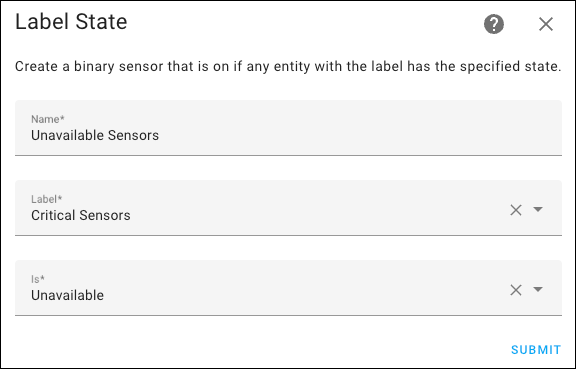 Label State
Create a binary sensor that is on if any entity with the label has the specified state.
Name*
Unavailable Sensors
Label*
Critical Sensors
Is*
Unavailable
SUBMIT